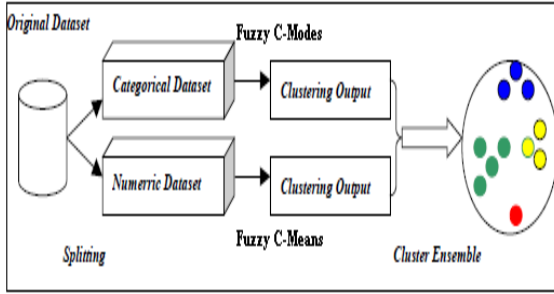 Original Dataset
Fuzzy C-Modes
Categorical Dataset
Clustering Output
Numerric Dataset
Clustering Output
Fuzzy C-Means
Splitting
Cluster Ensemble